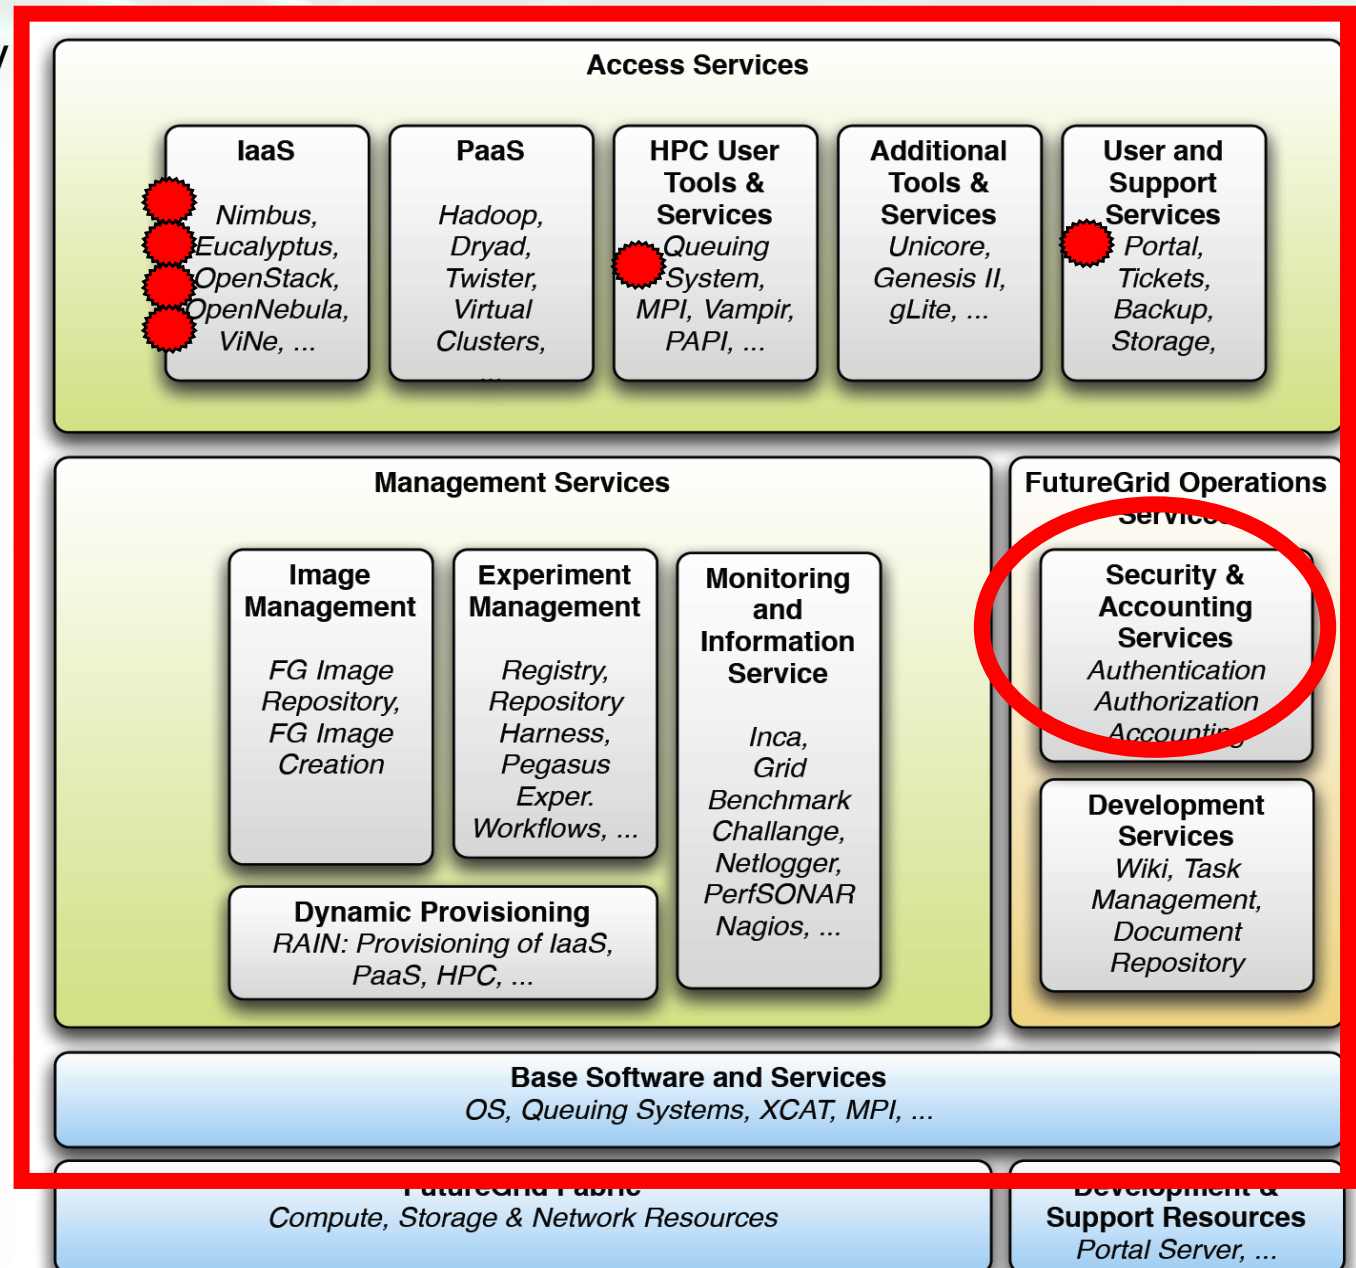 Access Services
IaaS
Nimbus,
Eucalyptus,
OpenStack,
OpenNebula,
ViNe, ...
PaaS
Hadoop,
Dryad,
Twister,
Virtual
Clusters,
...
HPC User
Tools &
Services
Queuing
System,
MPI, Vampir,
PAPI, ...
Additional
Tools &
Services
Unicore,
Genesis II,
gLite, ...
User and
Support
Services
Portal,
Tickets,
Backup,
Storage,
Management Services
Image
Management
FG Image
Repository,
FG Image
Creation
Experiment
Management
Registry,
Repository
Harness,
Pegasus
Exper.
Workflows, ...
Monitoring
and
Information
Service
Inca,
Grid
Benchmark
Challange,
Netlogger,
PerfSONAR
Nagios, ...
Dynamic Provisioning
RAIN: Provisioning of IaaS,
PaaS, HPC, ...
FutureGrid Operations
Services
Security &
Accounting
Services
Authentication
Authorization
Accounting
Development
Services
Wiki, Task
Management,
Document
Repository
Base Software and Services
OS, Queuing Systems, XCAT, MPI, ...
FutureGrid Fabric
Compute, Storage & Network Resources
Development &
Support Resources
Portal Server, ...